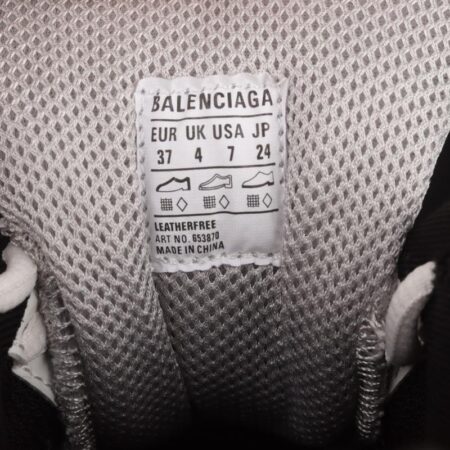 BALENCIAGA
EUR UK USA JP
37 4 7 24
LEATHERFREE
ART NO. 653870
MADE IN CHINA